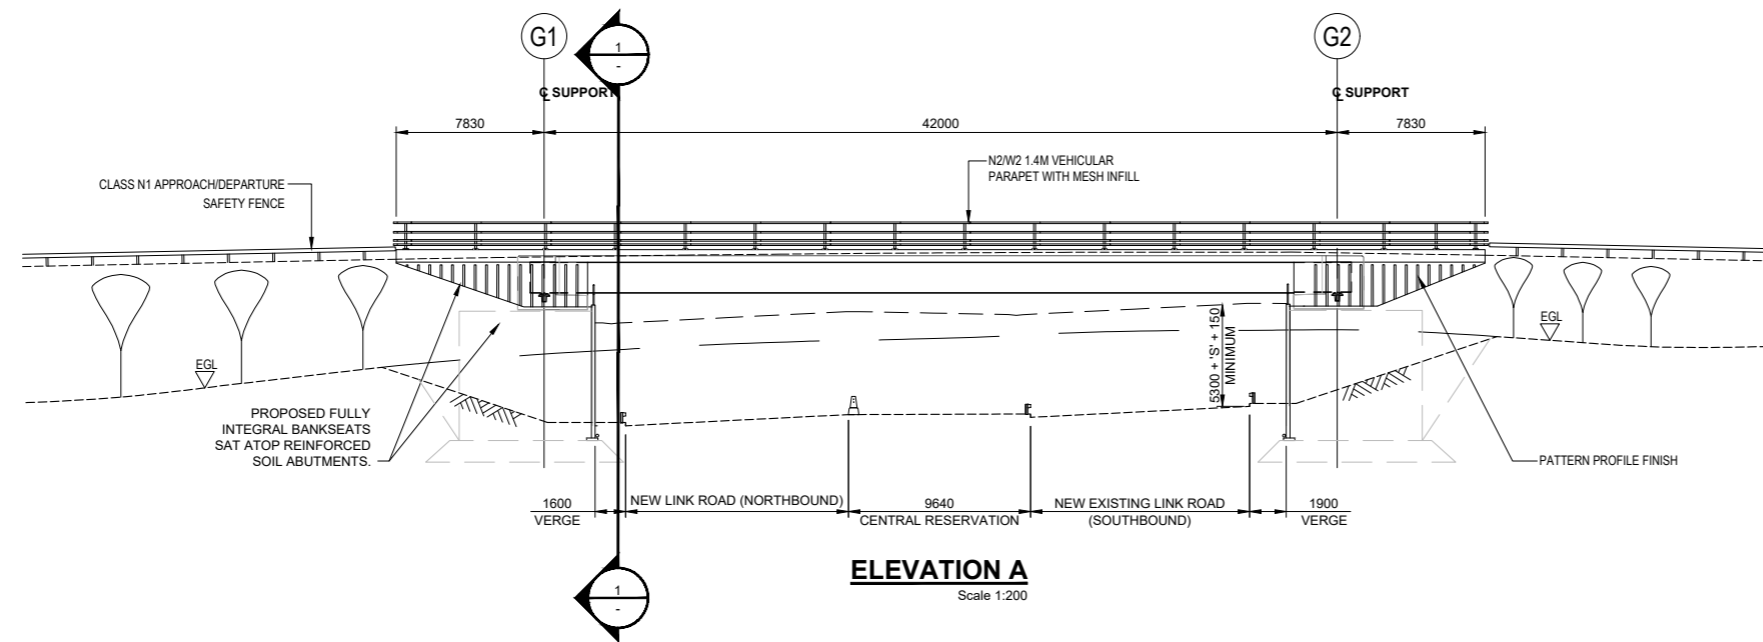 G1
1
-
G2
℄ SUPPORT
℄ SUPPORT
7830
42000
7830
N2/W2 1.4M VEHICULAR
PARAPET WITH MESH INFILL
CLASS N1 APPROACH/DEPARTURE
SAFETY FENCE
EGL
EGL
5300 + 'S' + 150
MINIMUM
PROPOSED FULLY
INTEGRAL BANKSEATS
SAT ATOP REINFORCED
SOIL ABUTMENTS.
PATTERN PROFILE FINISH
1600
VERGE
NEW LINK ROAD (NORTHBOUND)
9640
CENTRAL RESERVATION
NEW EXISTING LINK ROAD
(SOUTHBOUND)
1900
VERGE
ELEVATION A
Scale 1:200
1
-